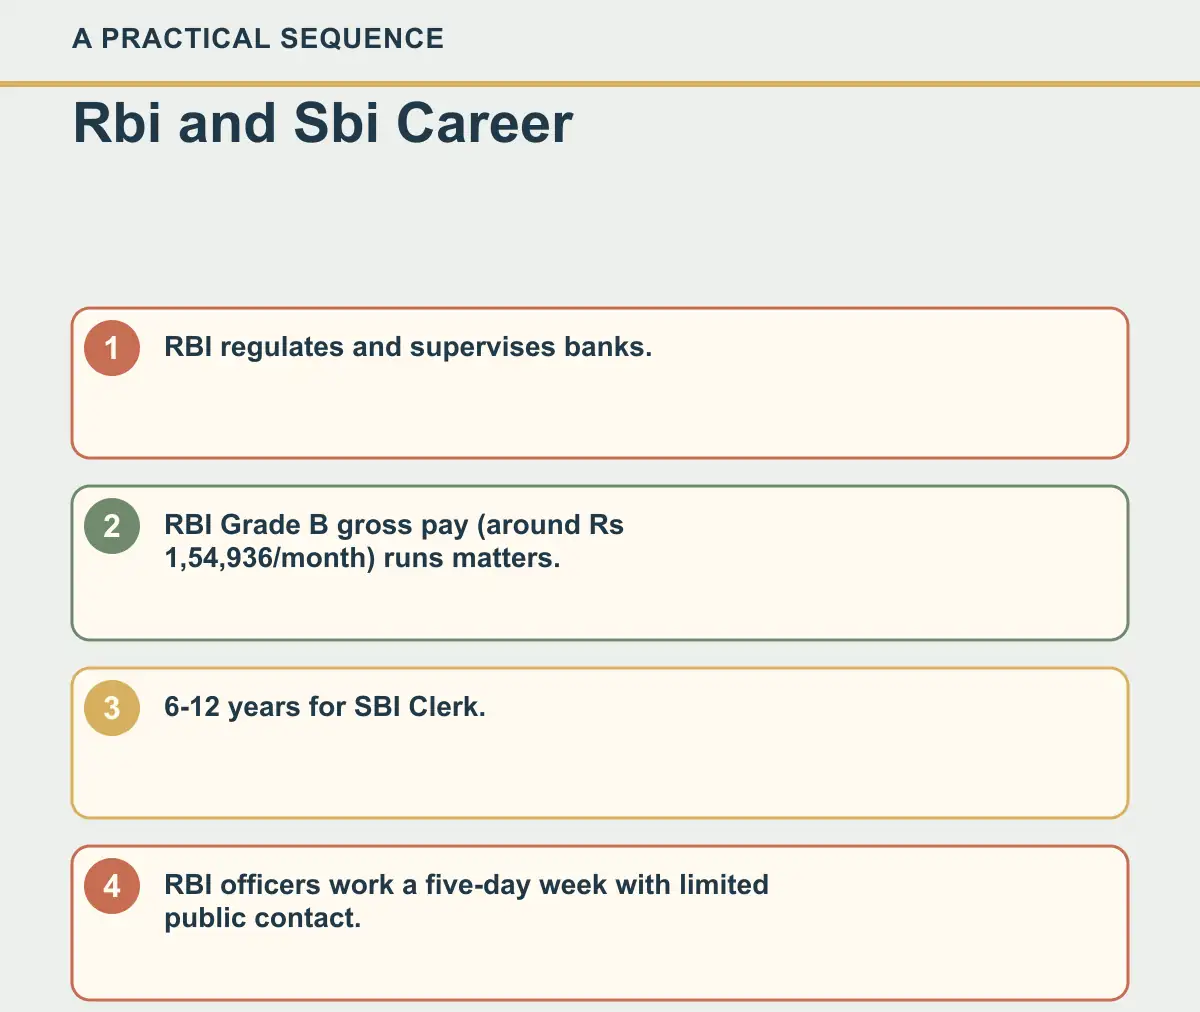 A PRACTICAL SEQUENCE
Rbi and Sbi Career
1
RBI regulates and supervises banks.
2
RBI Grade B gross pay (around Rs
1,54,936/month) runs matters.
3
6-12 years for SBI Clerk.
4
RBI officers work a five-day week with limited
public contact.